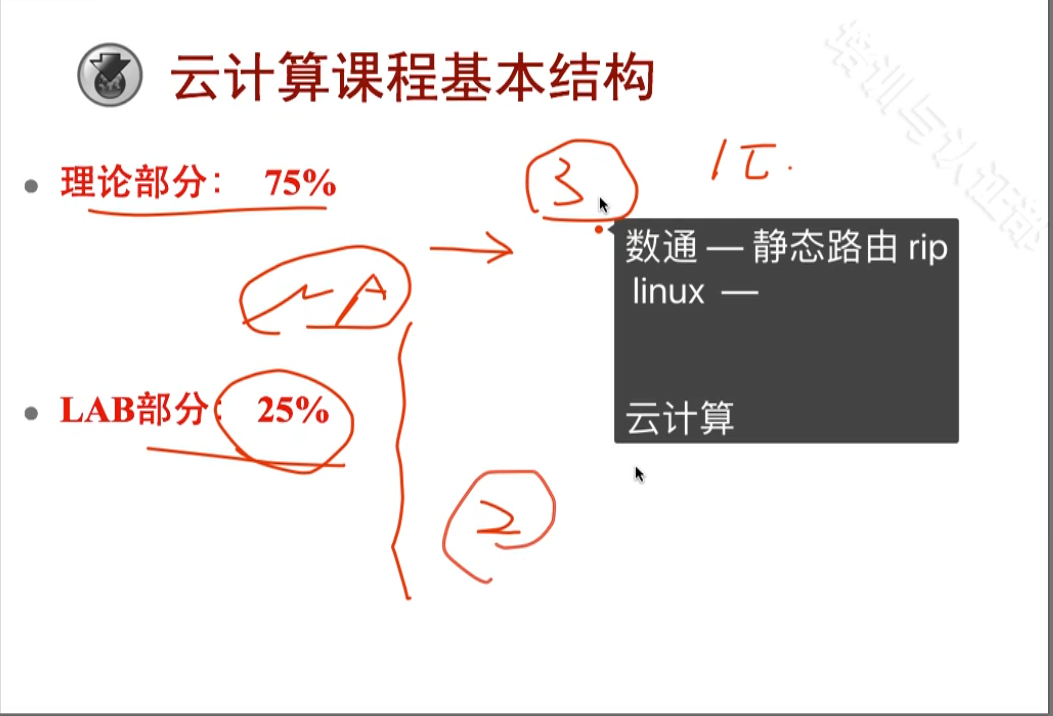 云计算课程基本结构
理论部分： 75%
3
IT.
数通 — 静态路由 rip
linux —
NA
LAB部分： 25%
云计算
2
培训与认证部